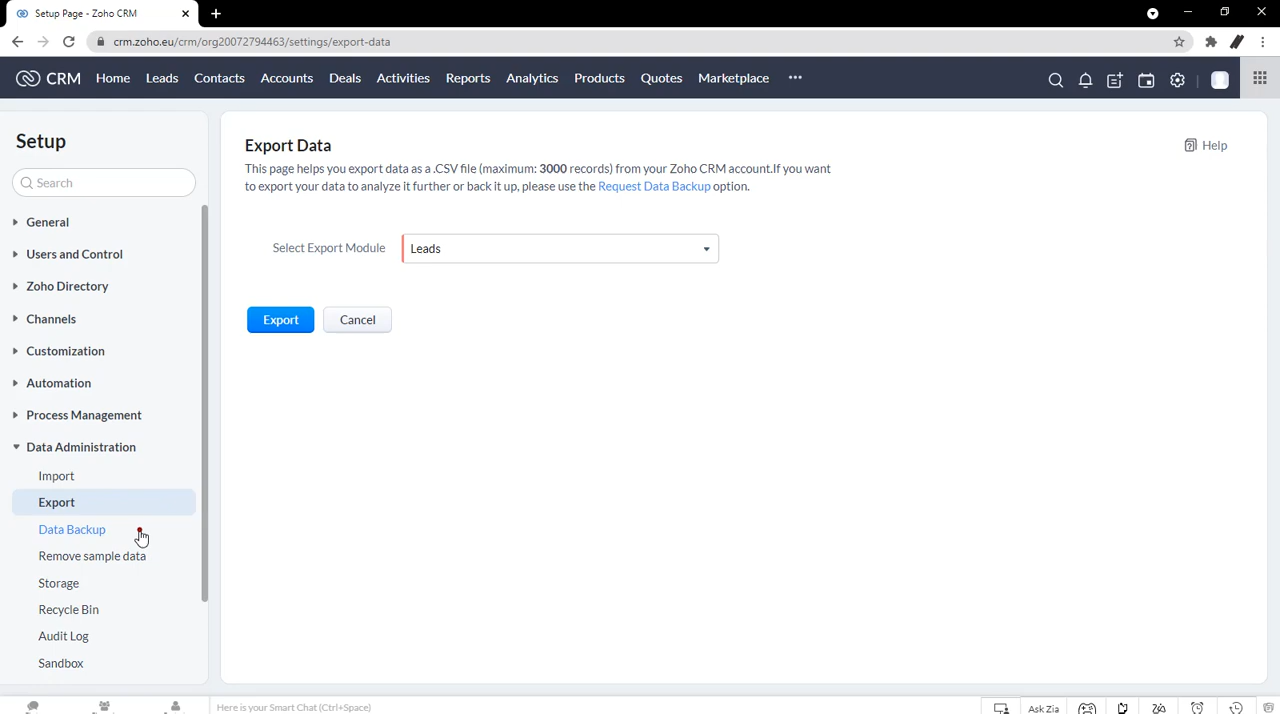 Setup Page - Zoho CRM
crm.zoho.eu/crm/org20072794463/settings/export-data
CRM Home Leads Contacts Accounts Deals Activities Reports Analytics Products Quotes Marketplace
Setup
Search
General
Users and Control
Zoho Directory
Channels
Customization
Automation
Process Management
Data Administration
Import
Export
Data Backup
Remove sample data
Storage
Recycle Bin
Audit Log
Sandbox
Export Data
Help
This page helps you export data as a .CSV file (maximum: 3000 records) from your Zoho CRM account.If you want
to export your data to analyze it further or back it up, please use the Request Data Backup option.
Select Export Module Leads
Export Cancel
Here is your Smart Chat (Ctrl+Space)
Ask Zia